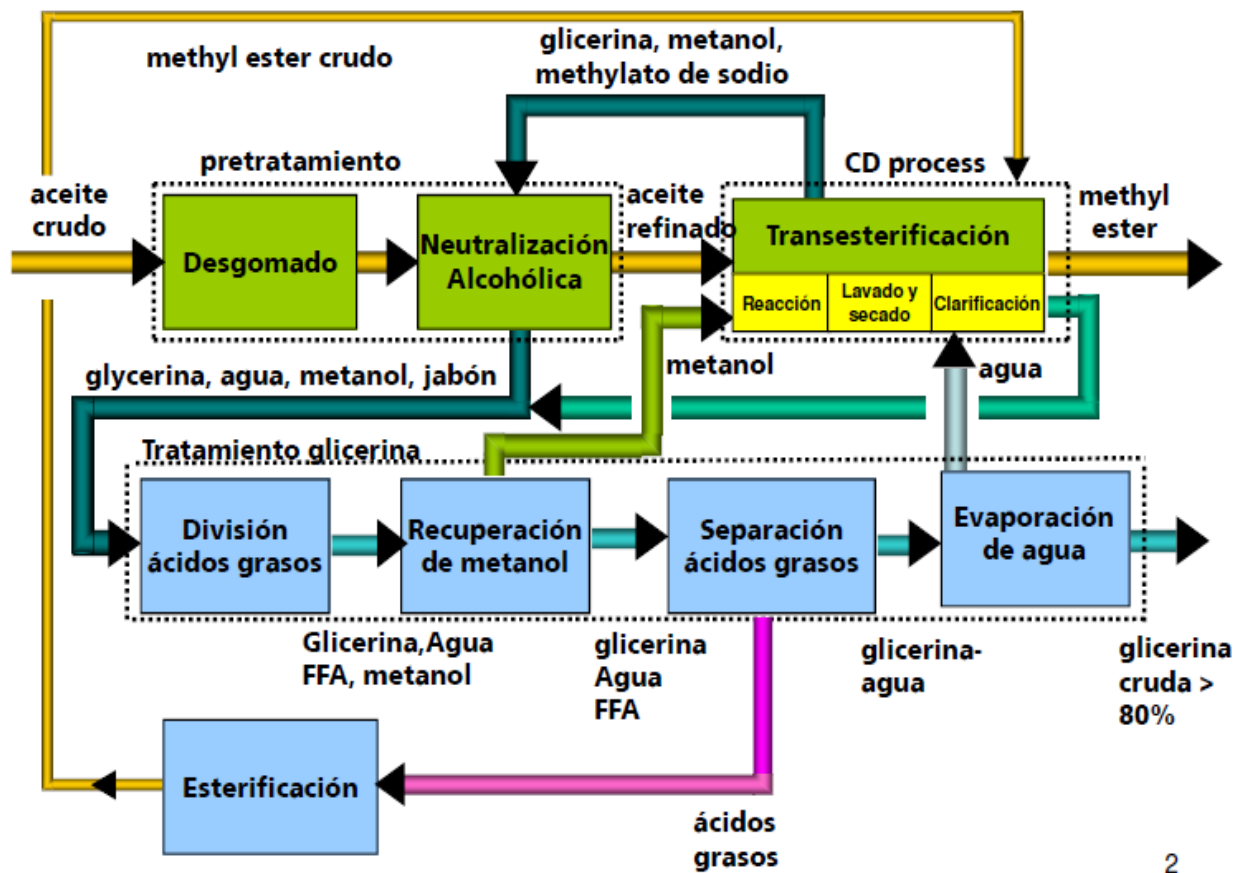 methyl ester crudo
glicerina, metanol,
methylato de sodio
pretratamiento
CD process
aceite
crudo
Desgomado
Neutralización
Alcohólica
aceite
refinado
Transesterificación
Reacción
Lavado y
secado
Clarificación
methyl
ester
glycerina, agua, metanol, jabón
metanol
agua
Tratamiento glicerina
División
ácidos grasos
Recuperación
de metanol
Separación
ácidos grasos
Evaporación
de agua
Glicerina,Agua
FFA, metanol
glicerina
Agua
FFA
glicerina-
agua
glicerina
cruda >
80%
Esterificación
ácidos
grasos
2